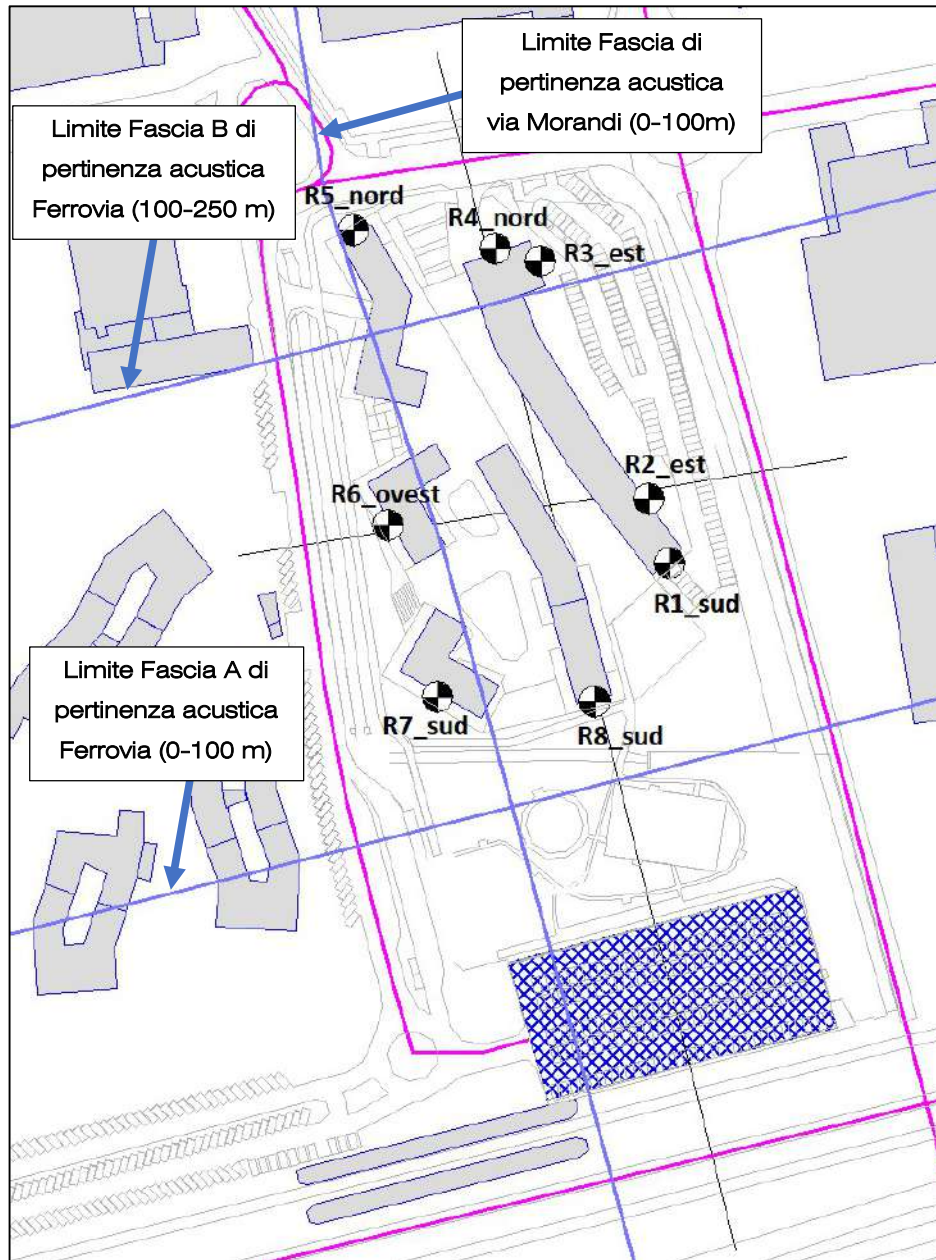 Limite Fascia di
pertinenza acustica
via Morandi (0-100m)
Limite Fascia B di
pertinenza acustica
Ferrovia (100-250 m)
R5_nord
R4_nord
R3_est
R2_est
R6_ovest
R1_sud
Limite Fascia A di
pertinenza acustica
Ferrovia (0-100 m)
R7_sud
R8_sud